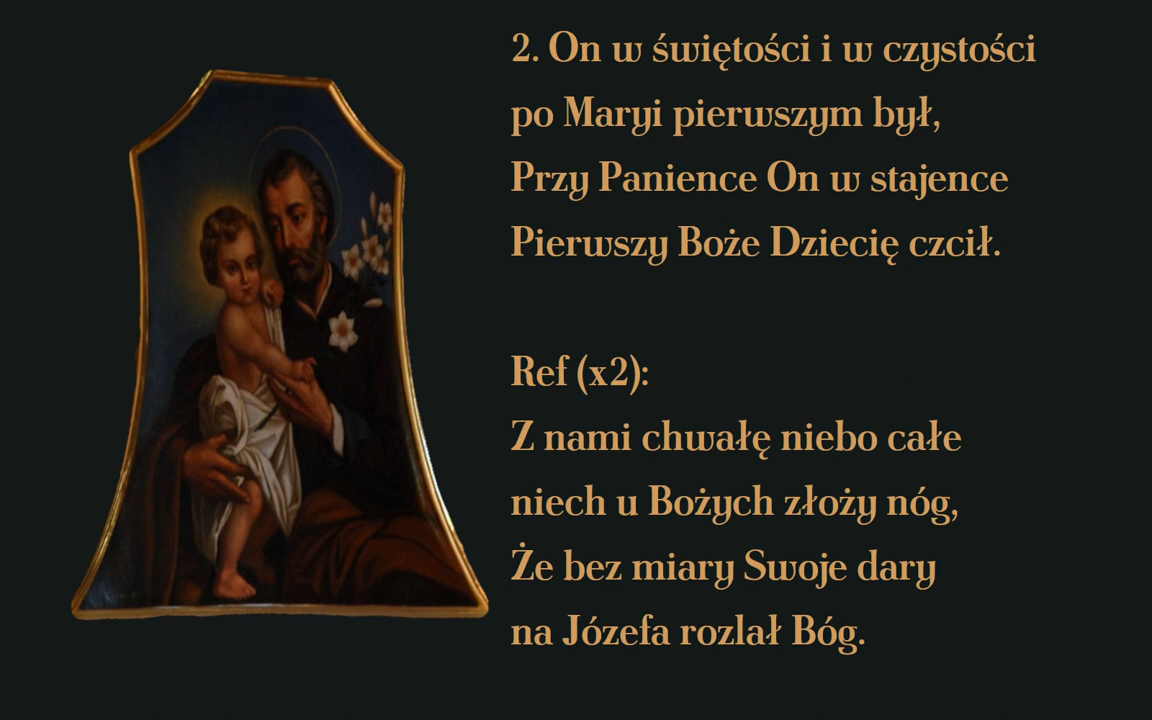 2. On w świętości i w czystości
po Maryi pierwszym był,
Przy Panience On w stajence
Pierwszy Boże Dziecię czcił.
Ref (x2):
Z nami chwałę niebo całe
niech u Bożych złoży nóg,
Że bez miary Swoje dary
na Józefa rozlał Bóg.